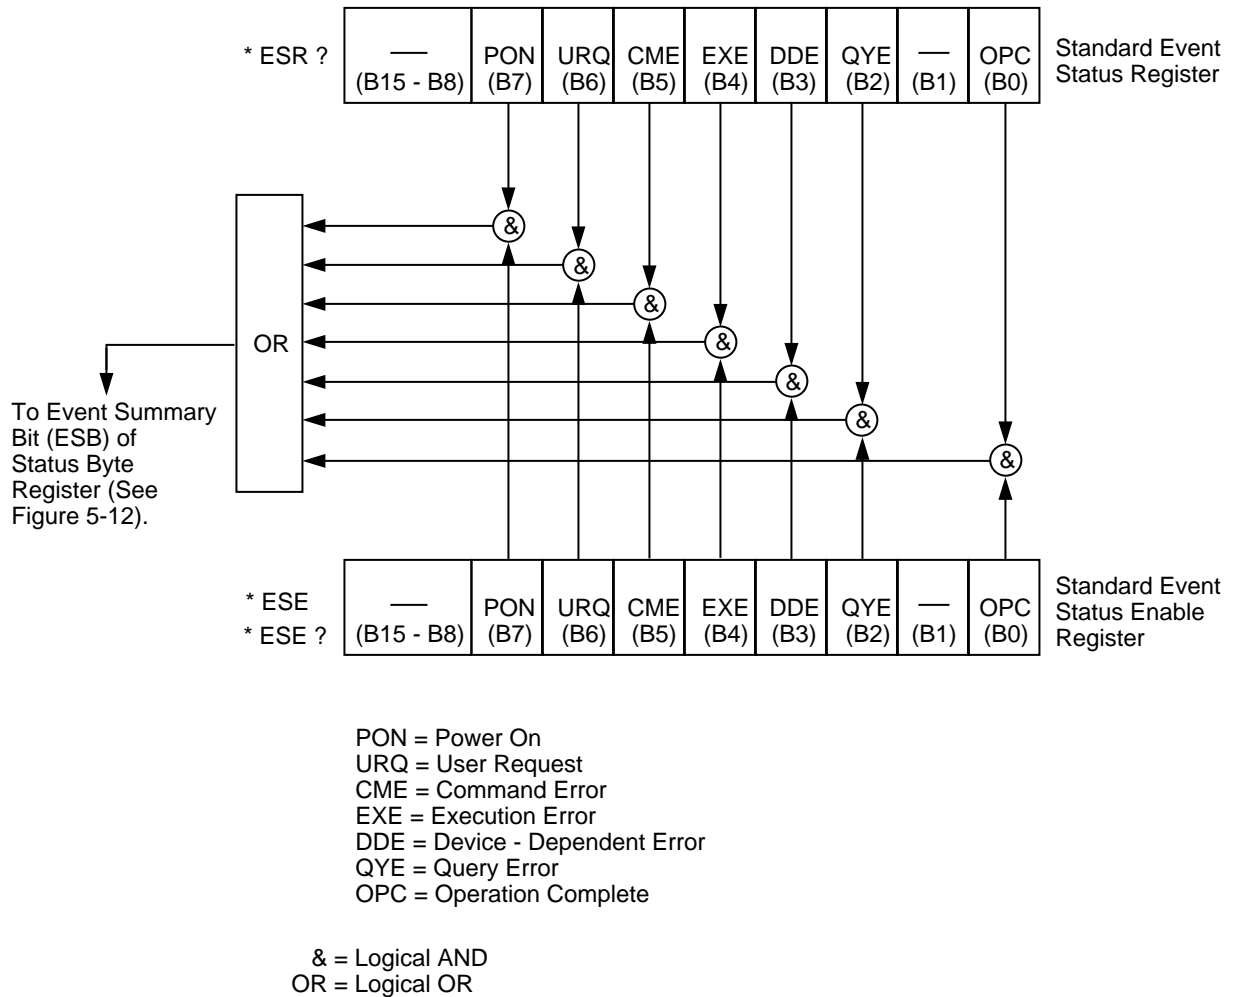 * ESR ?
— PON URQ CME EXE DDE QYE — OPC
(B15 - B8) (B7) (B6) (B5) (B4) (B3) (B2) (B1) (B0)
Standard Event
Status Register
&
&
&
&
&
&
&
OR
To Event Summary
Bit (ESB) of
Status Byte
Register (See
Figure 5-12).
* ESE
* ESE ?
— PON URQ CME EXE DDE QYE — OPC
(B15 - B8) (B7) (B6) (B5) (B4) (B3) (B2) (B1) (B0)
Standard Event
Status Enable
Register
PON = Power On
URQ = User Request
CME = Command Error
EXE = Execution Error
DDE = Device - Dependent Error
QYE = Query Error
OPC = Operation Complete
& = Logical AND
OR = Logical OR